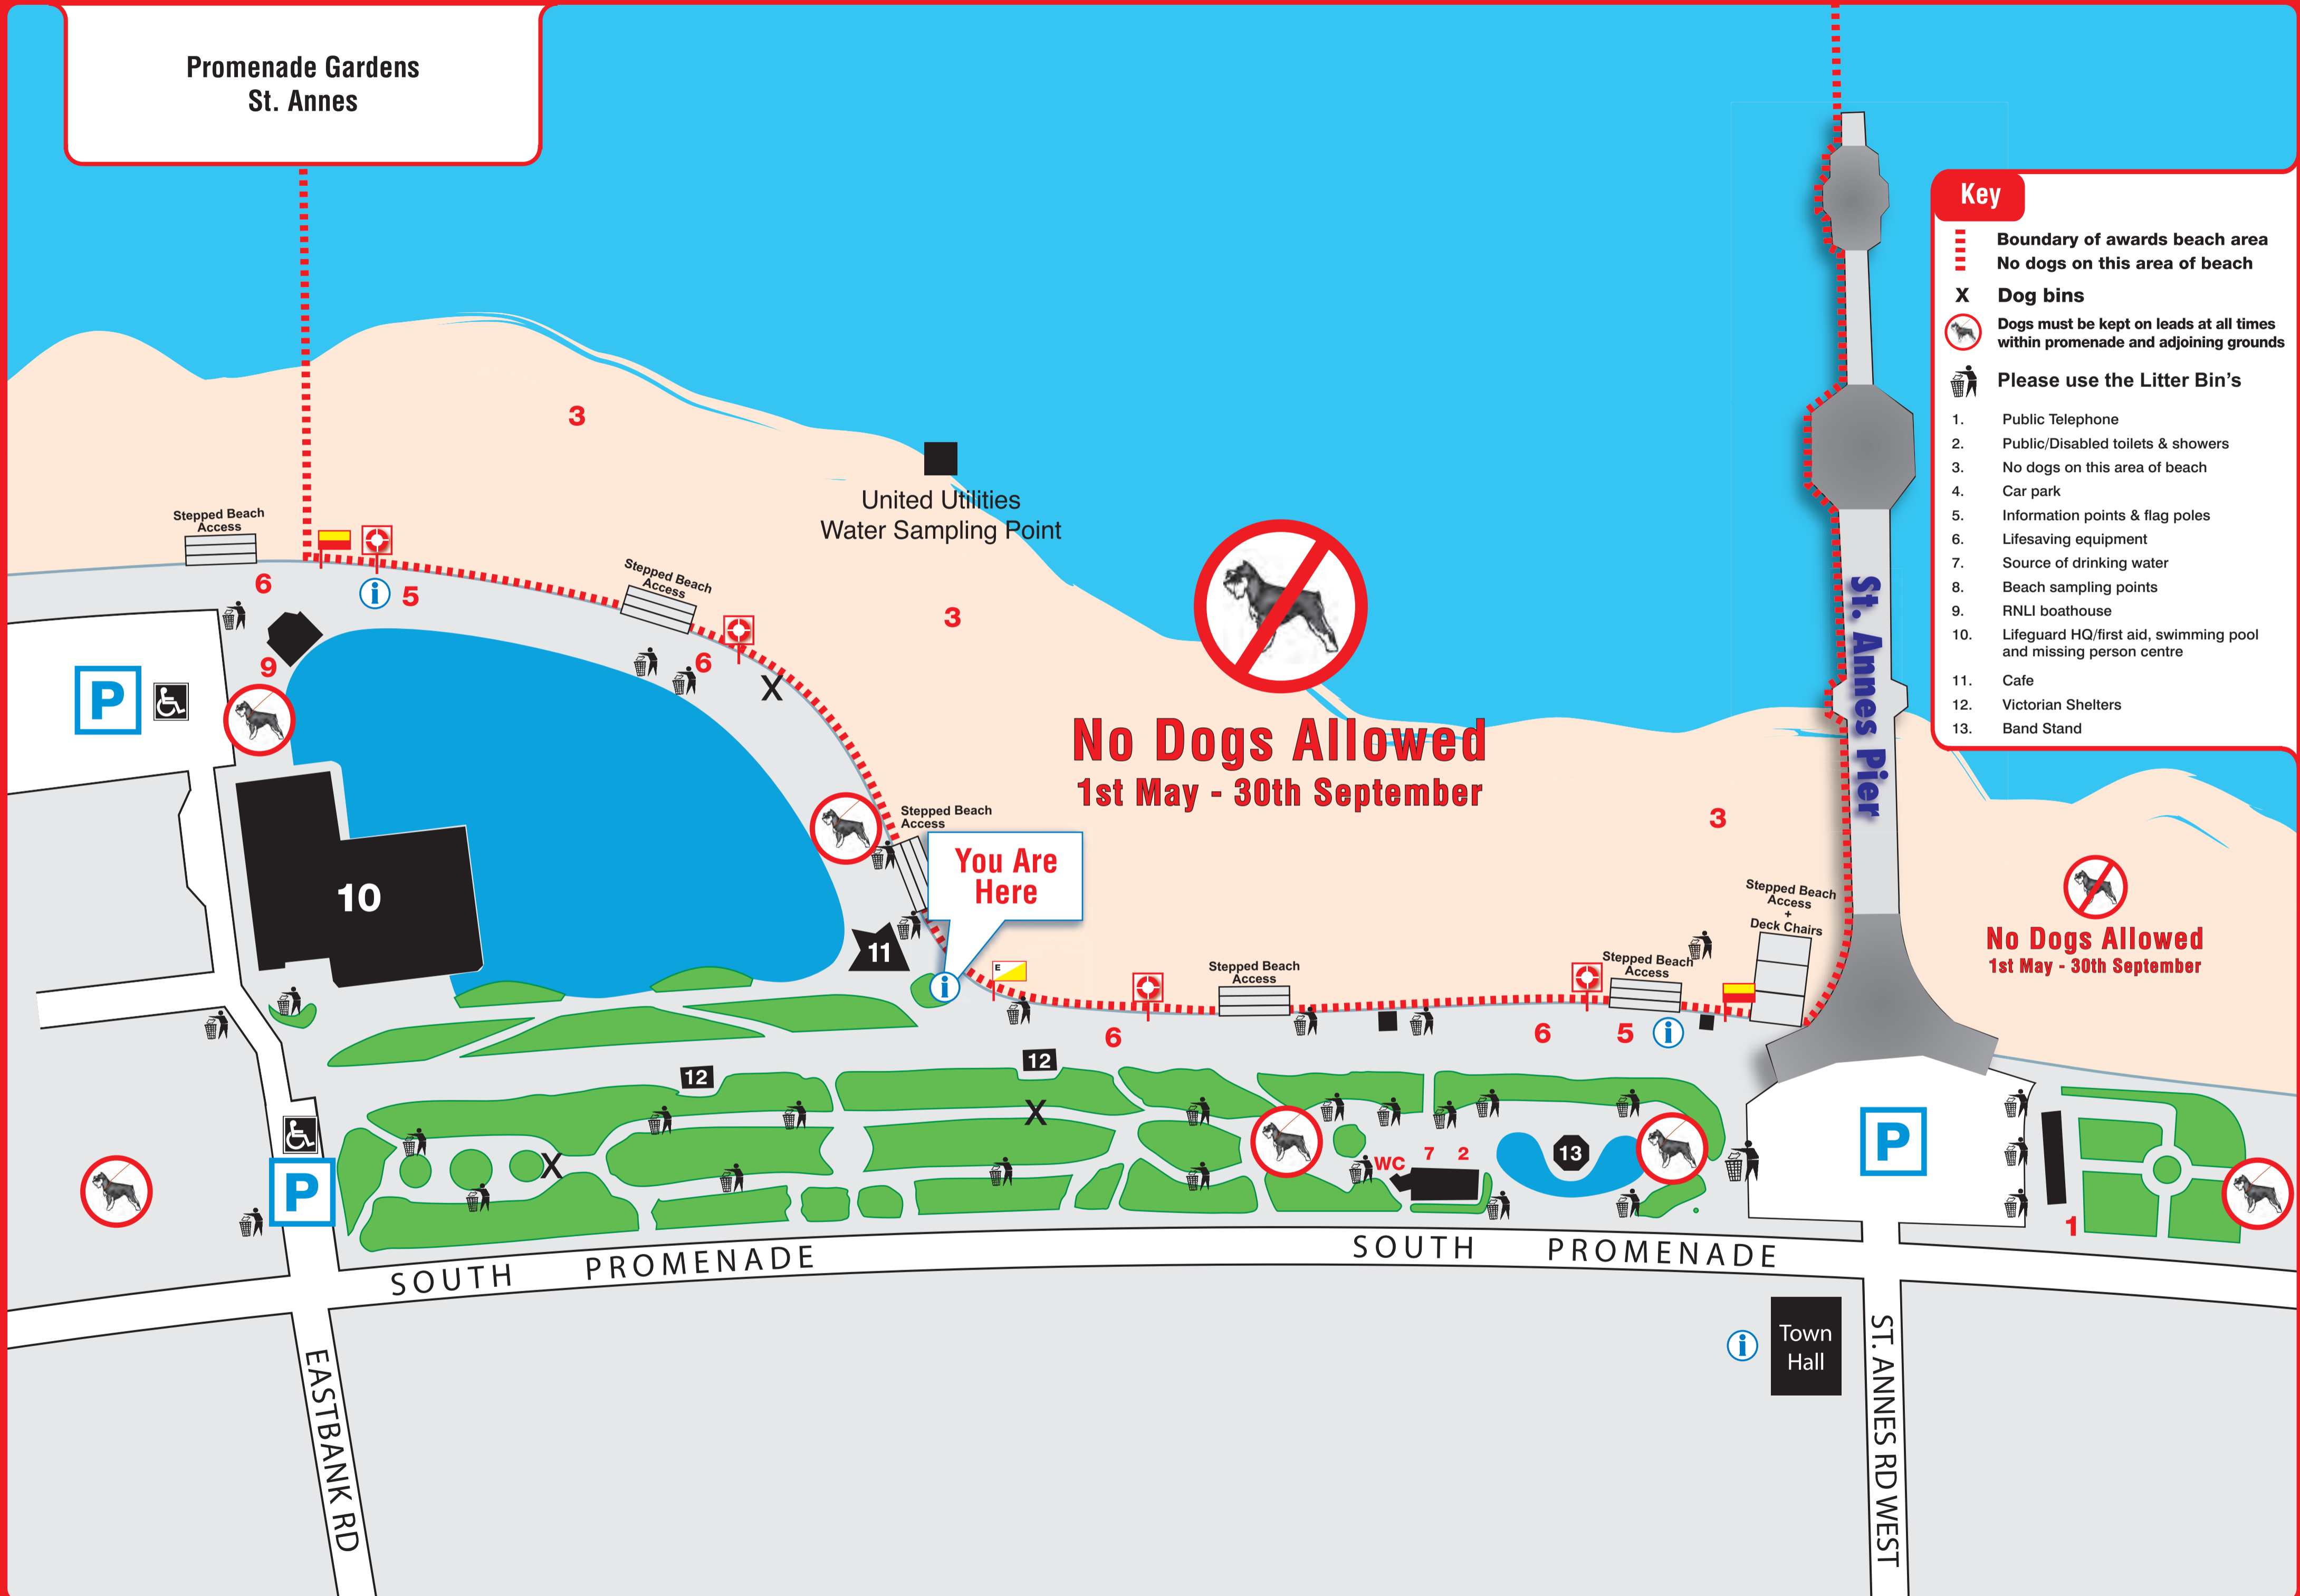 Promenade Gardens
St. Annes
Key
Boundary of awards beach area
No dogs on this area of beach
X Dog bins
Dogs must be kept on leads at all times
within promenade and adjoining grounds
Please use the Litter Bin's
1. Public Telephone
2. Public/Disabled toilets & showers
3. No dogs on this area of beach
4. Car park
5. Information points & flag poles
6. Lifesaving equipment
7. Source of drinking water
8. Beach sampling points
9. RNLI boathouse
10. Lifeguard HQ/first aid, swimming pool
and missing person centre
11. Cafe
12. Victorian Shelters
13. Band Stand
3
United Utilities
Water Sampling Point
Stepped Beach
Access
6
i
5
Stepped Beach
Access
6
X
3
9
P
No Dogs Allowed
1st May - 30th September
St. Annes Pier
3
Stepped Beach
Access
You Are
Here
10
11
i
E
Stepped Beach
Access
6
Stepped Beach
Access
6
5
i
Stepped Beach
Access
+
Deck Chairs
No Dogs Allowed
1st May - 30th September
12
12
X
X
P
WC
7
2
13
P
1
SOUTH PROMENADE
SOUTH PROMENADE
i
Town
Hall
EASTBANK RD
ST. ANNES RD WEST